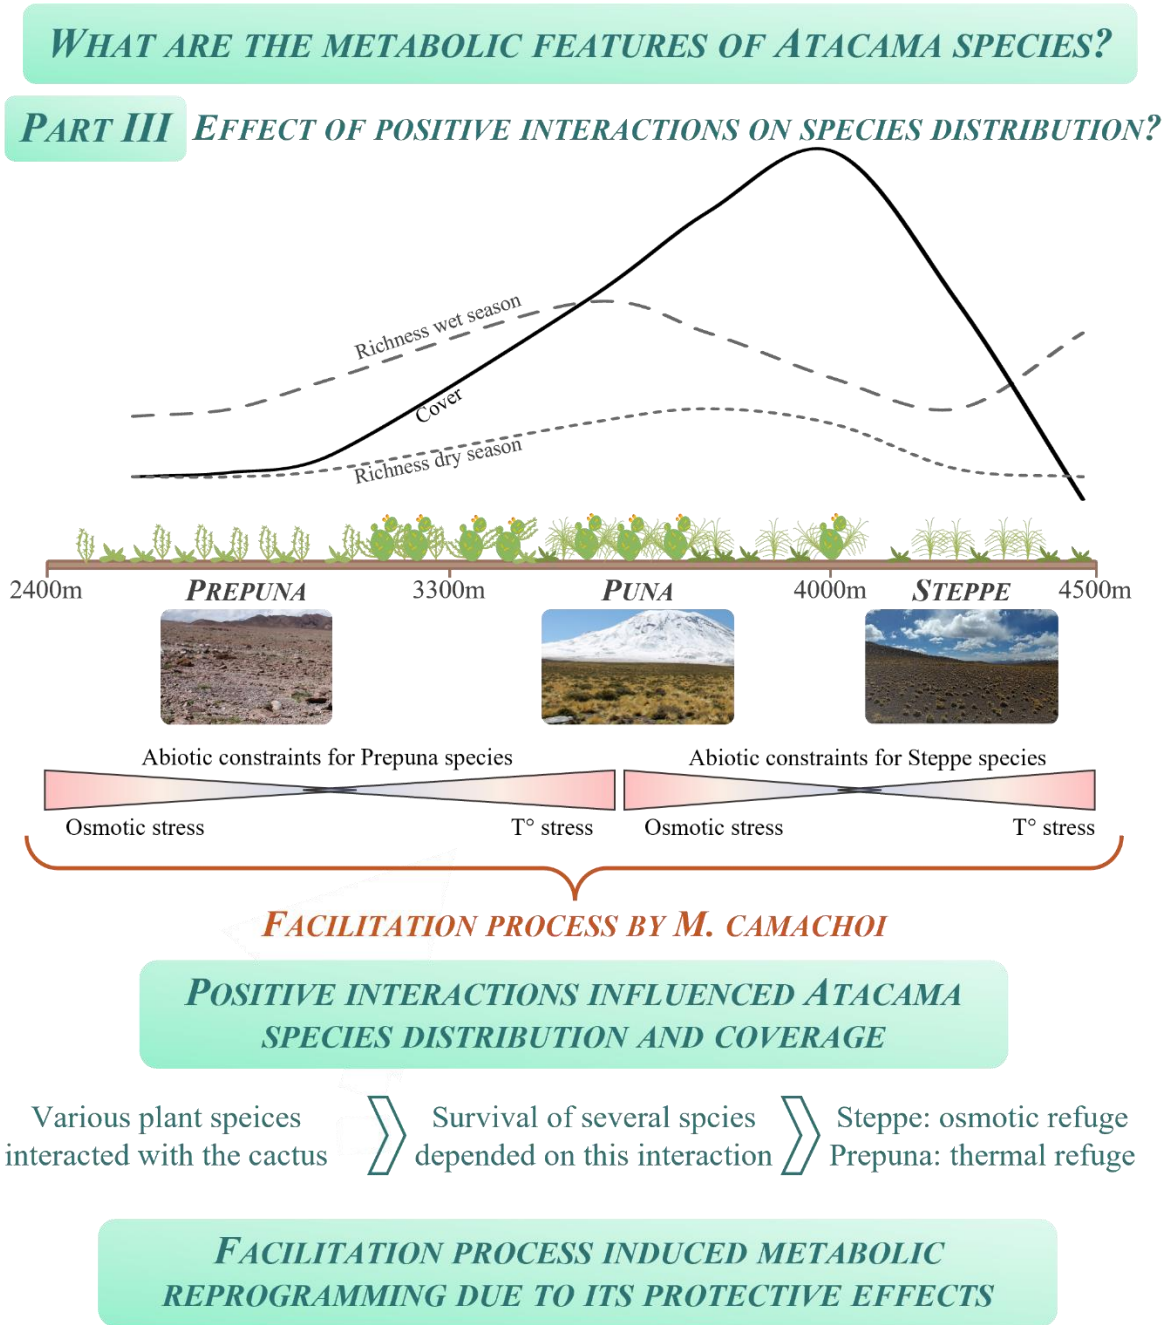 WHAT ARE THE METABOLIC FEATURES OF ATACAMA SPECIES?
PART III EFFECT OF POSITIVE INTERACTIONS ON SPECIES DISTRIBUTION?
Richness wet season
Cover
Richness dry season
2400m PREPUNA 3300m PUNA 4000m STEPPE 4500m
Abiotic constraints for Prepuna species
Abiotic constraints for Steppe species
Osmotic stress T° stress
Osmotic stress T° stress
FACILITATION PROCESS BY M. CAMACHOI
POSITIVE INTERACTIONS INFLUENCED ATACAMA
SPECIES DISTRIBUTION AND COVERAGE
Various plant speices
interacted with the cactus
Survival of several spcies
depended on this interaction
Steppe: osmotic refuge
Prepuna: thermal refuge
FACILITATION PROCESS INDUCED METABOLIC
REPROGRAMMING DUE TO ITS PROTECTIVE EFFECTS